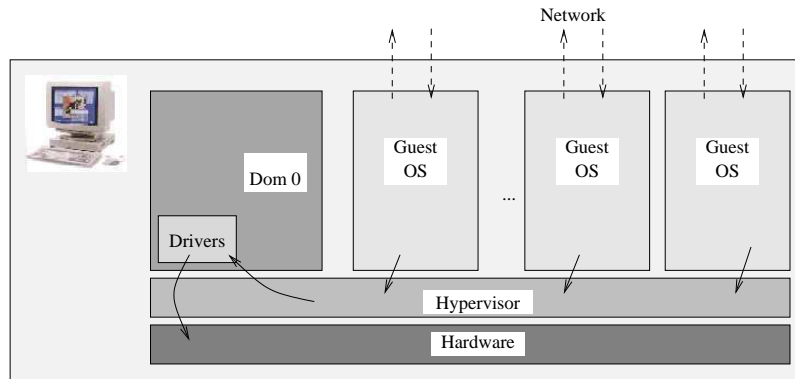 Network
Guest
OS
Guest
OS
Guest
OS
Dom 0
...
Drivers
Hypervisor
Hardware